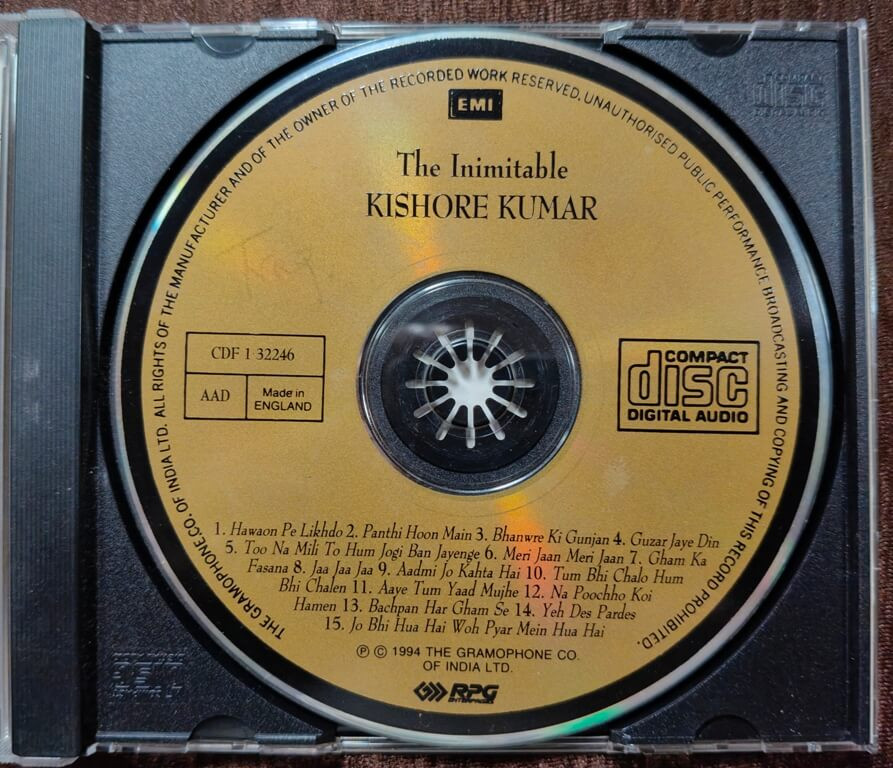 THE GRAMOPHONE CO. OF INDIA LTD. ALL RIGHTS OF THE MANUFACTURER AND OF THE OWNER OF THE RECORDED WORK RESERVED. UNAUTHORISED PUBLIC PERFORMANCE BROADCASTING AND COPYING OF THIS RECORD PROHIBITED.
EMI
The Inimitable
KISHORE KUMAR
CDF 1 32246
AAD
Made in
ENGLAND
COMPACT
disc
DIGITAL AUDIO
1. Hawaon Pe Likhdo 2. Panthi Hoon Main 3. Bhanwre Ki Gunjan 4. Guzar Jaye Din
5. Too Na Mili To Hum Jogi Ban Jayenge 6. Meri Jaan Meri Jaan 7. Gham Ka
Fasana 8. Jaa Jaa Jaa 9. Aadmi Jo Kahta Hai 10. Tum Bhi Chalo Hum
Bhi Chalen 11. Aaye Tum Yaad Mujhe 12. Na Poochho Koi
Hamen 13. Bachpan Har Gham Se 14. Yeh Des Pardes
15. Jo Bhi Hua Hai Woh Pyar Mein Hua Hai
℗ © 1994 THE GRAMOPHONE CO.
OF INDIA LTD.
RPG
ENTERPRISES
COMPACT
disc